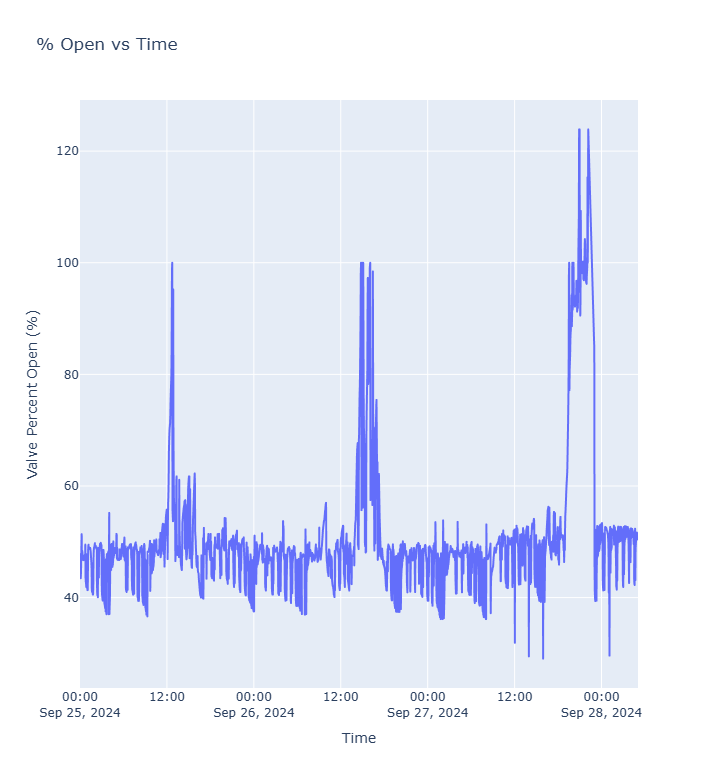 % Open vs Time
120
100
80
60
40
Valve Percent Open (%)
00:00 12:00 00:00 12:00 00:00 12:00 00:00
Sep 25, 2024 Sep 26, 2024 Sep 27, 2024 Sep 28, 2024
Time